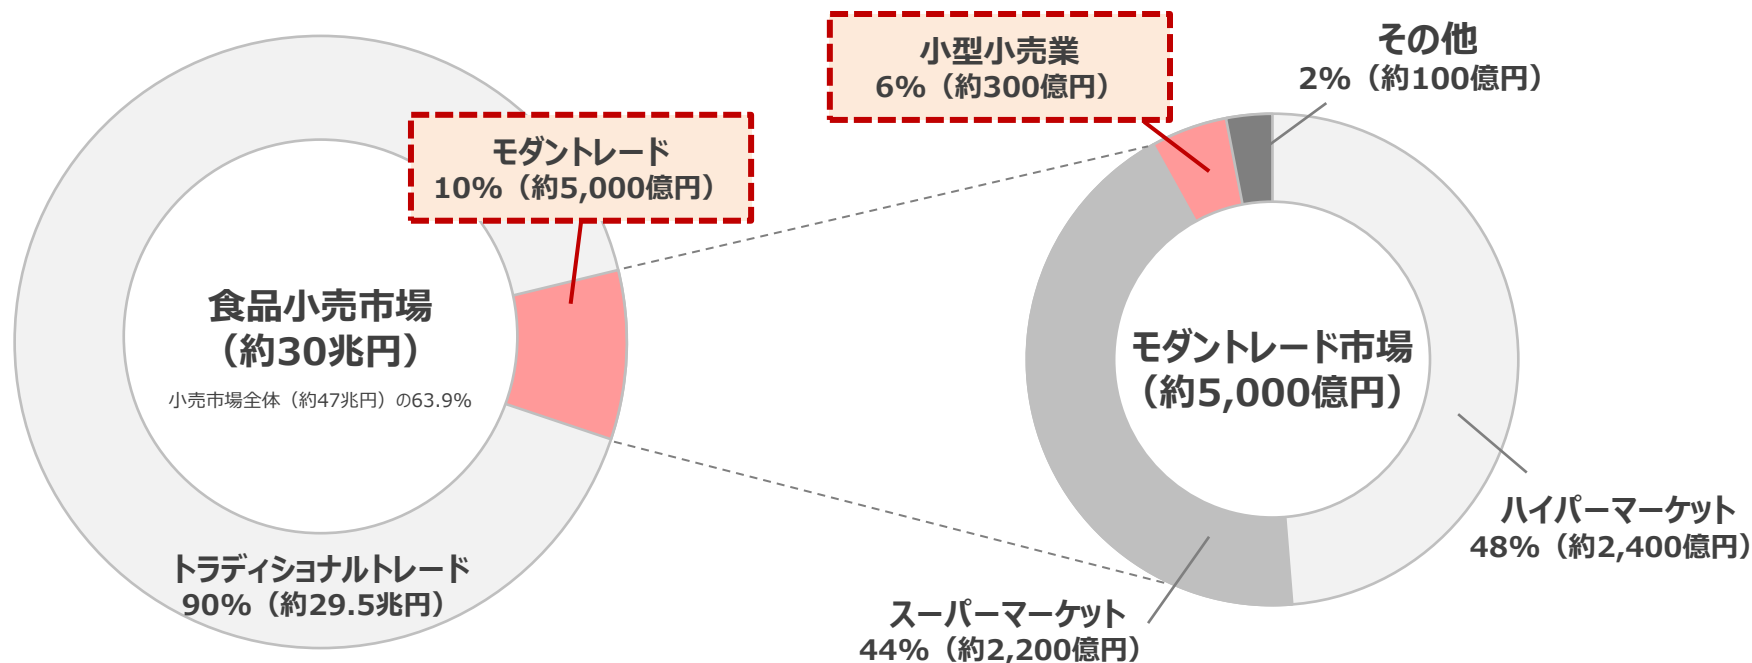 食品小売市場
（約30兆円）
小売市場全体（約47兆円）の63.9%
モダントレード
10%（約5,000億円）
トラディショナルトレード
90%（約29.5兆円）
小型小売業
6%（約300億円）
その他
2%（約100億円）
モダントレード市場
（約5,000億円）
ハイパーマーケット
48%（約2,400億円）
スーパーマーケット
44%（約2,200億円）